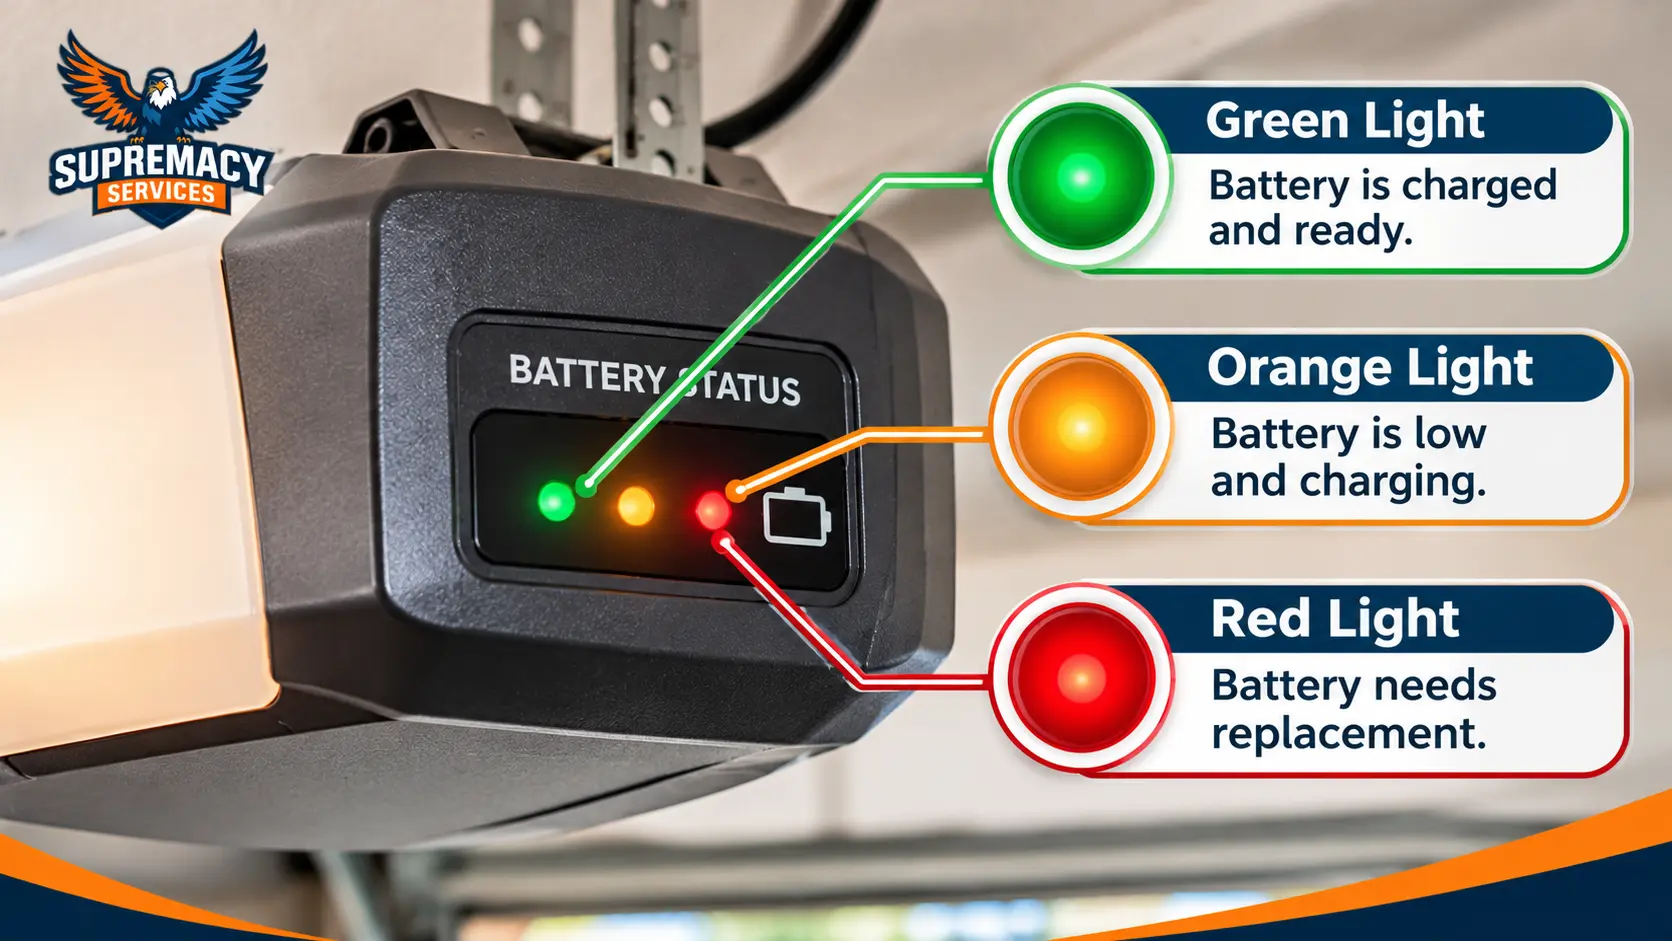 SUPREMACY
SERVICES
BATTERY STATUS
Green Light
Battery is charged
and ready.
Orange Light
Battery is low
and charging.
Red Light
Battery needs
replacement.